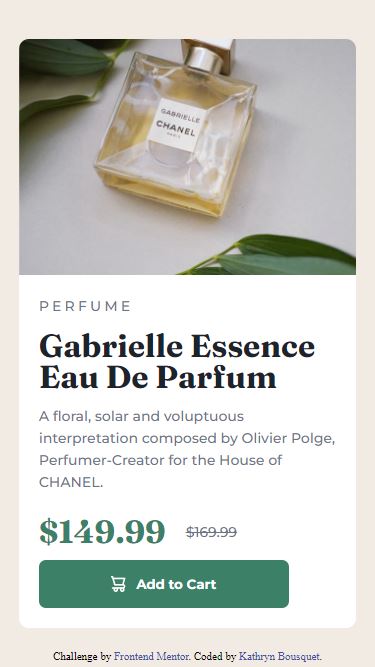 GABRIELLE
CHANEL
PARIS
PERFUME
Gabrielle Essence
Eau De Parfum
A floral, solar and voluptuous
interpretation composed by Olivier Polge,
Perfumer-Creator for the House of
CHANEL.
$149.99 $169.99
Add to Cart
Challenge by Frontend Mentor. Coded by Kathryn Bousquet.